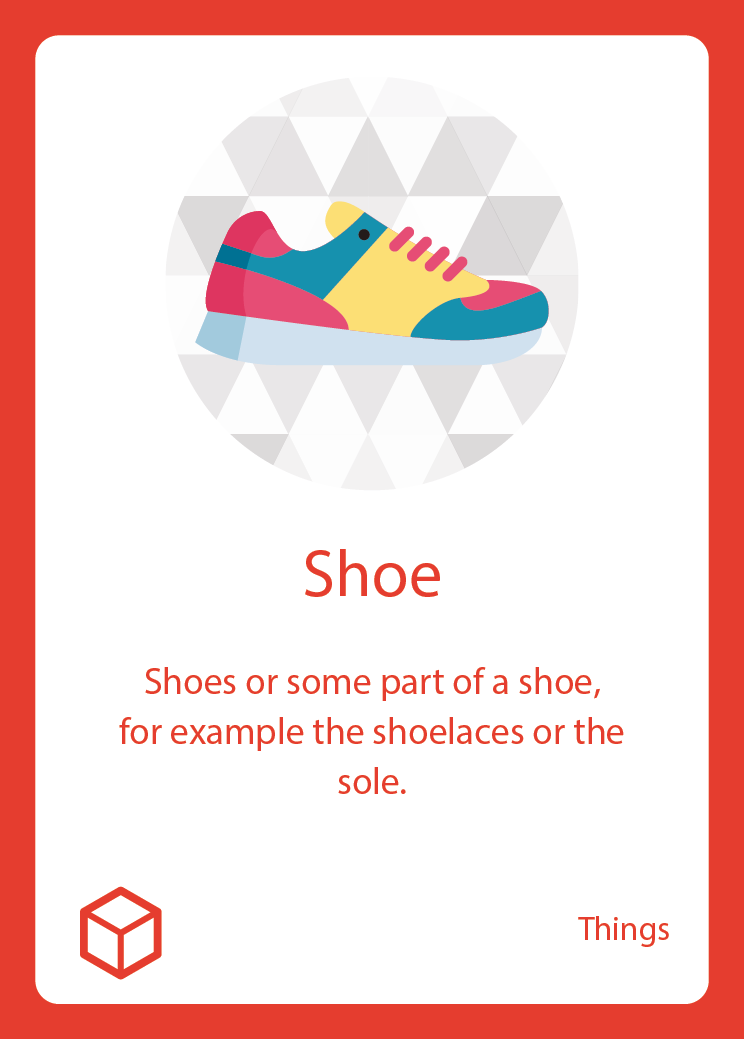 Shoe
Shoes or some part of a shoe,
for example the shoelaces or the
sole.
Things